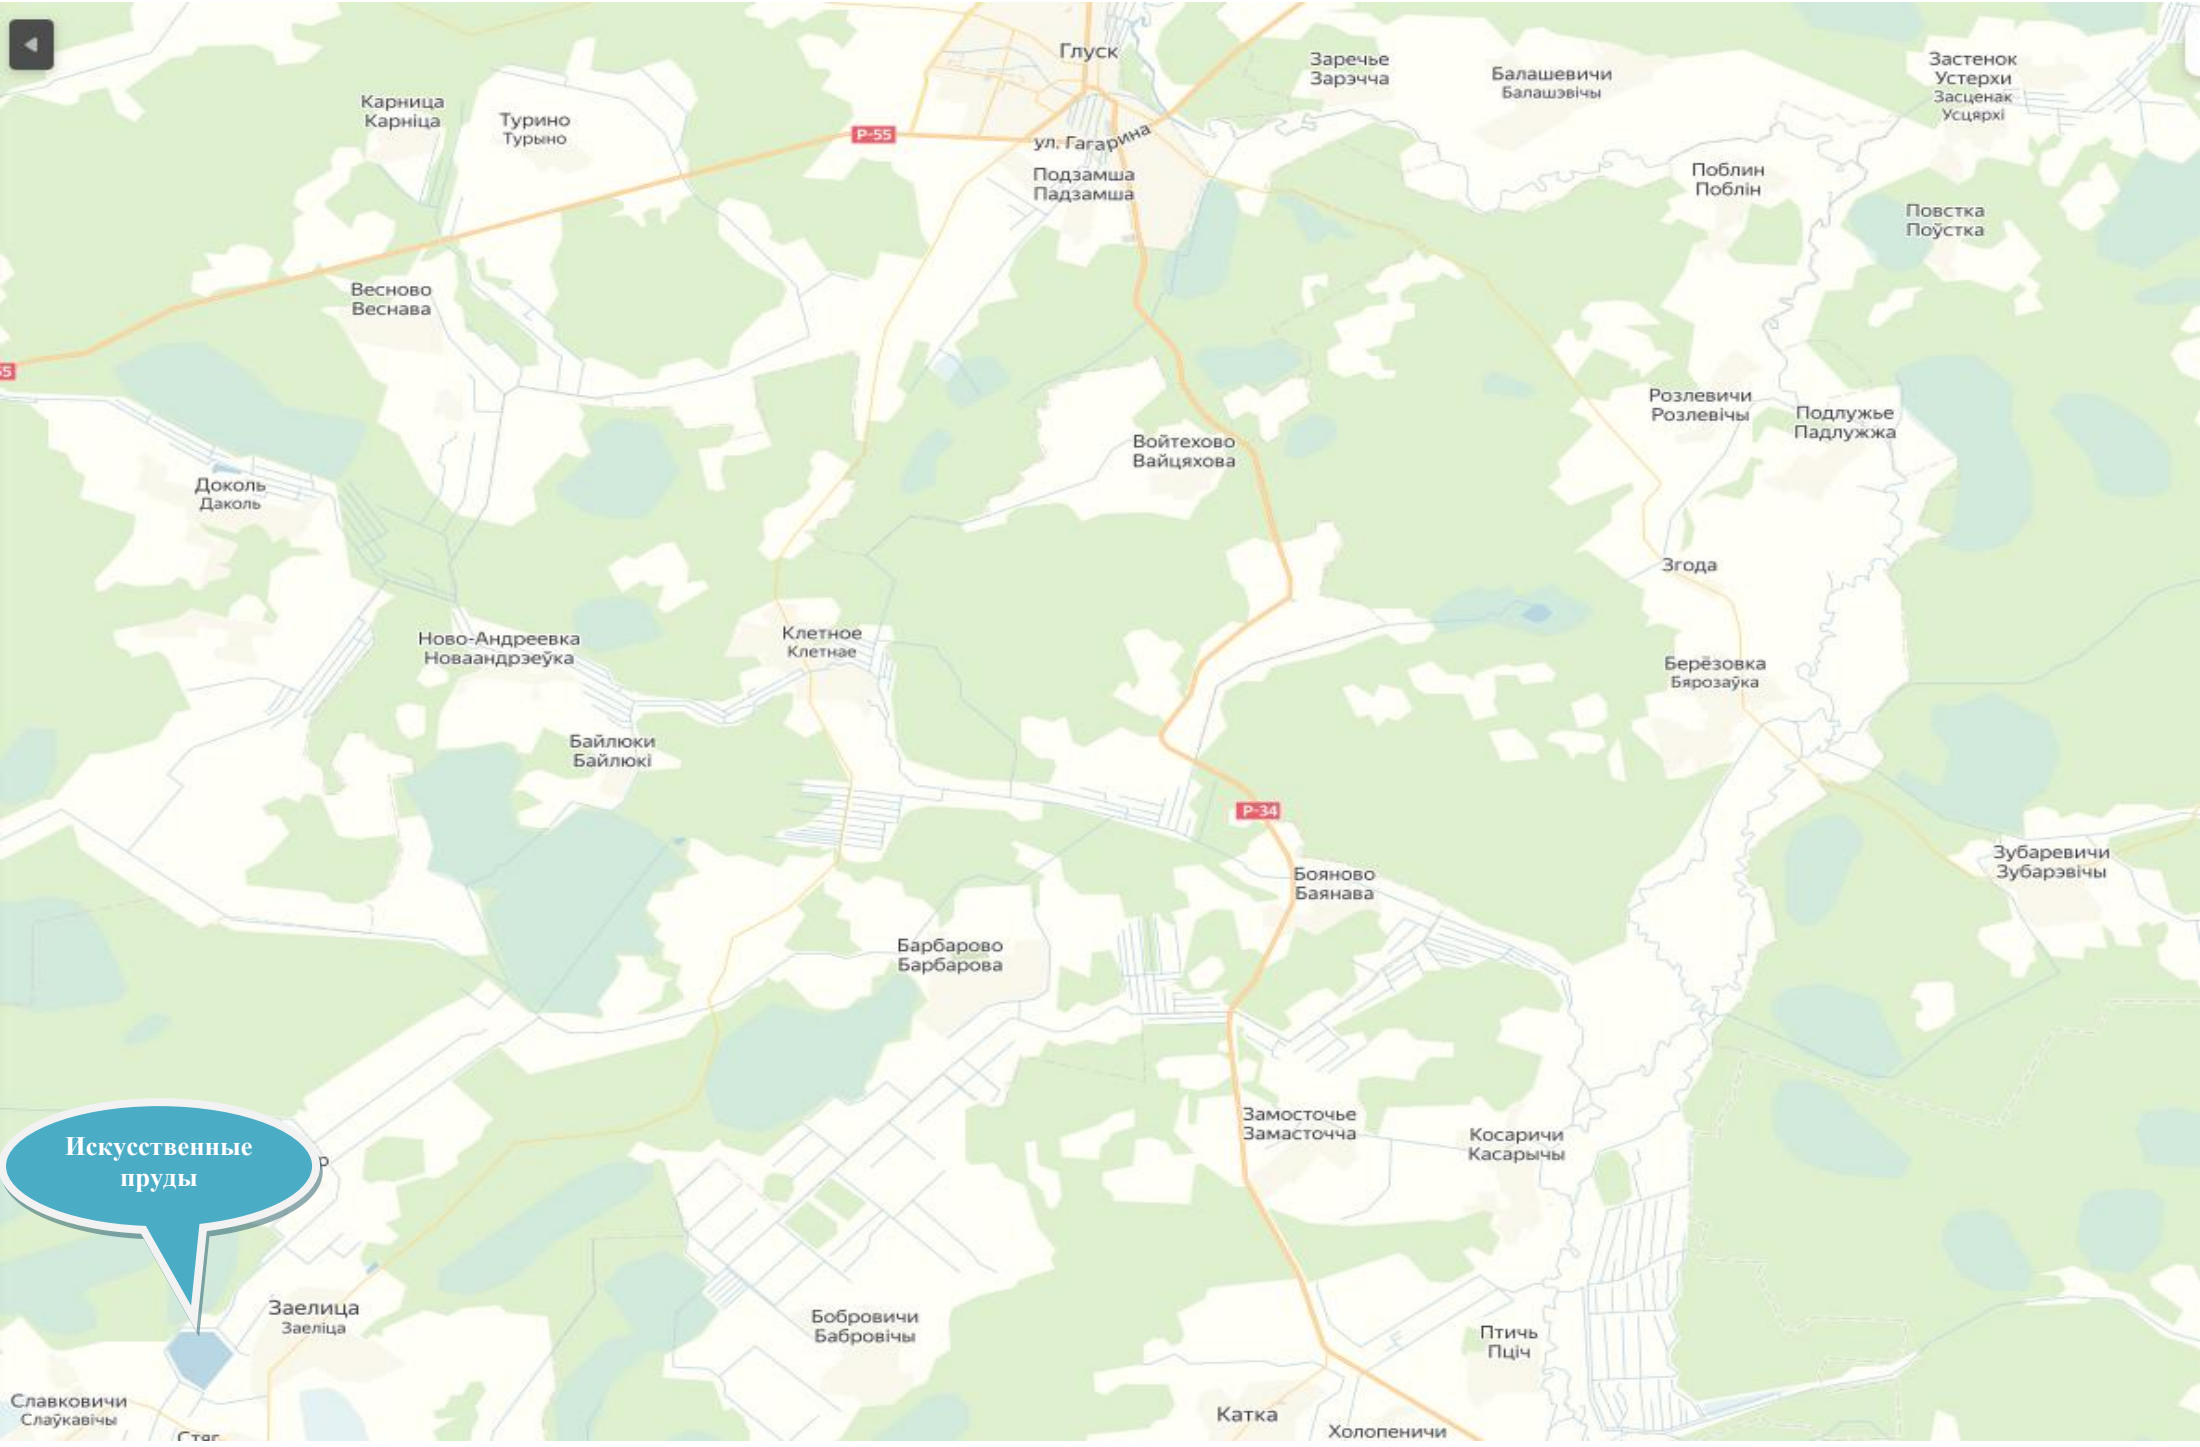 Глуск
Заречье
Зарэчча
Балашевичи
Балашэвічы
Застенок
Устерхи
Засценак
Усцярхі
Карница
Карніца
Турино
Турыно
Р-55
ул. Гагарина
Подзамша
Падзамша
Поблин
Поблін
Повстка
Поўстка
Весново
Веснава
55
Розлевичи
Розлевічы
Подлужье
Падлужжа
Войтехово
Вайцяхова
Доколь
Даколь
Згода
Ново-Андреевка
Новаандрэеўка
Клетное
Клетнае
Берёзовка
Бярозаўка
Байлюки
Байлюкі
Р-34
Зубаревичи
Зубарэвічы
Бояново
Баянава
Барбарово
Барбарова
Замосточье
Замасточча
Косаричи
Касарычы
Искусственные
пруды
р
Заелица
Заеліца
Бобровичи
Бабровічы
Птичь
Пціч
Славковичи
Слаўкавічы
Стяг
Катка
Холопеничи